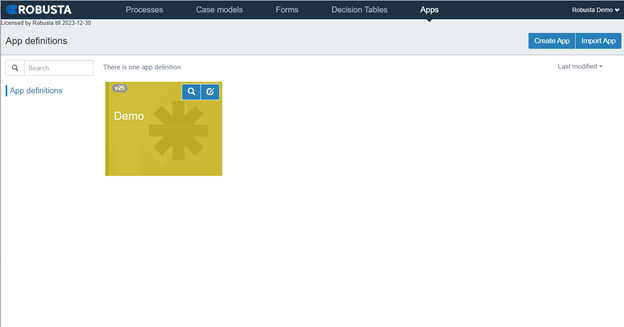 ROBUSTA Processes Case models Forms Decision Tables Apps Robusta Demo
Licensed by Robusta till 2023-12-30
App definitions Create App Import App
Search There is one app definition Last modified
App definitions
v25
Demo